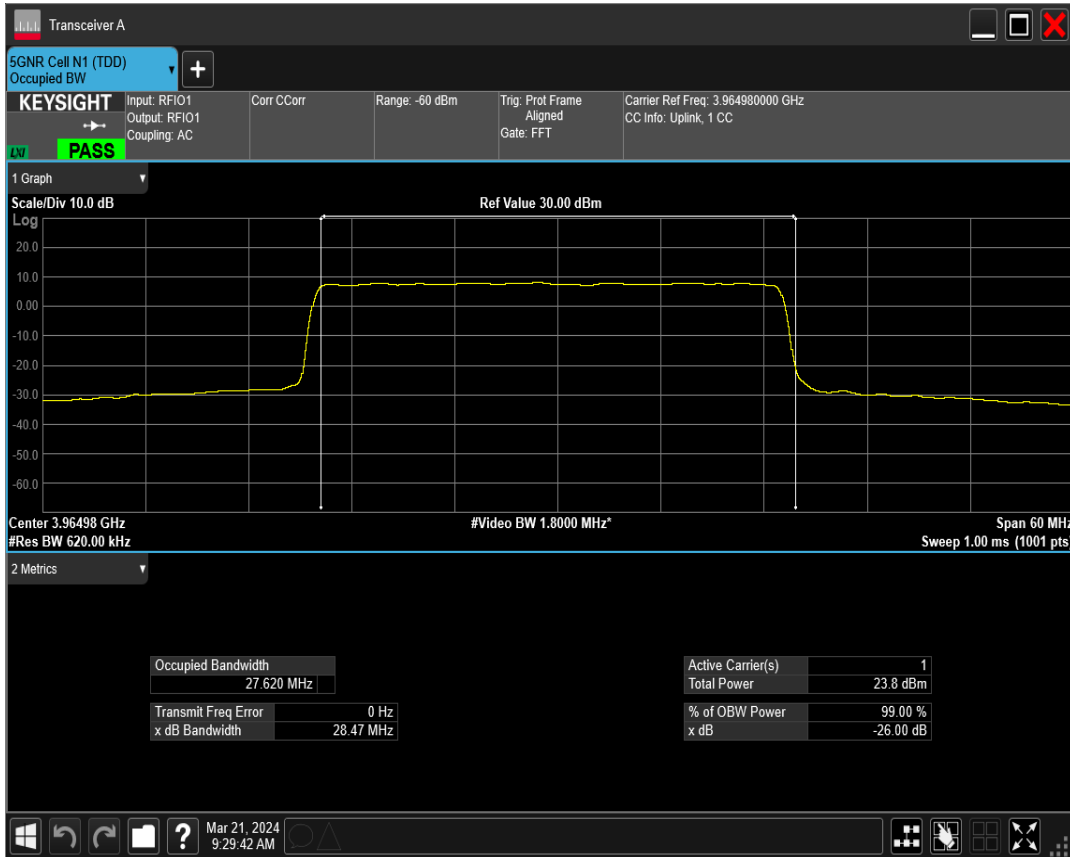 Transceiver A
5GNR Cell N1 (TDD)
Occupied BW
+
KEYSIGHT
LXI
PASS
Input: RFIO1
Output: RFIO1
Coupling: AC
Corr CCorr
Range: -60 dBm
Trig: Prot Frame
Aligned
Gate: FFT
Carrier Ref Freq: 3.964980000 GHz
CC Info: Uplink, 1 CC
1 Graph
Scale/Div 10.0 dB
Ref Value 30.00 dBm
Log
20.0
10.0
0.00
-10.0
-20.0
-30.0
-40.0
-50.0
-60.0
Center 3.96498 GHz
#Video BW 1.8000 MHz*
Span 60 MHz
#Res BW 620.00 kHz
Sweep 1.00 ms (1001 pts)
2 Metrics
Occupied Bandwidth
27.620 MHz
Transmit Freq Error 0 Hz
x dB Bandwidth 28.47 MHz
Active Carrier(s) 1
Total Power 23.8 dBm
% of OBW Power 99.00 %
x dB -26.00 dB
?
Mar 21, 2024
9:29:42 AM